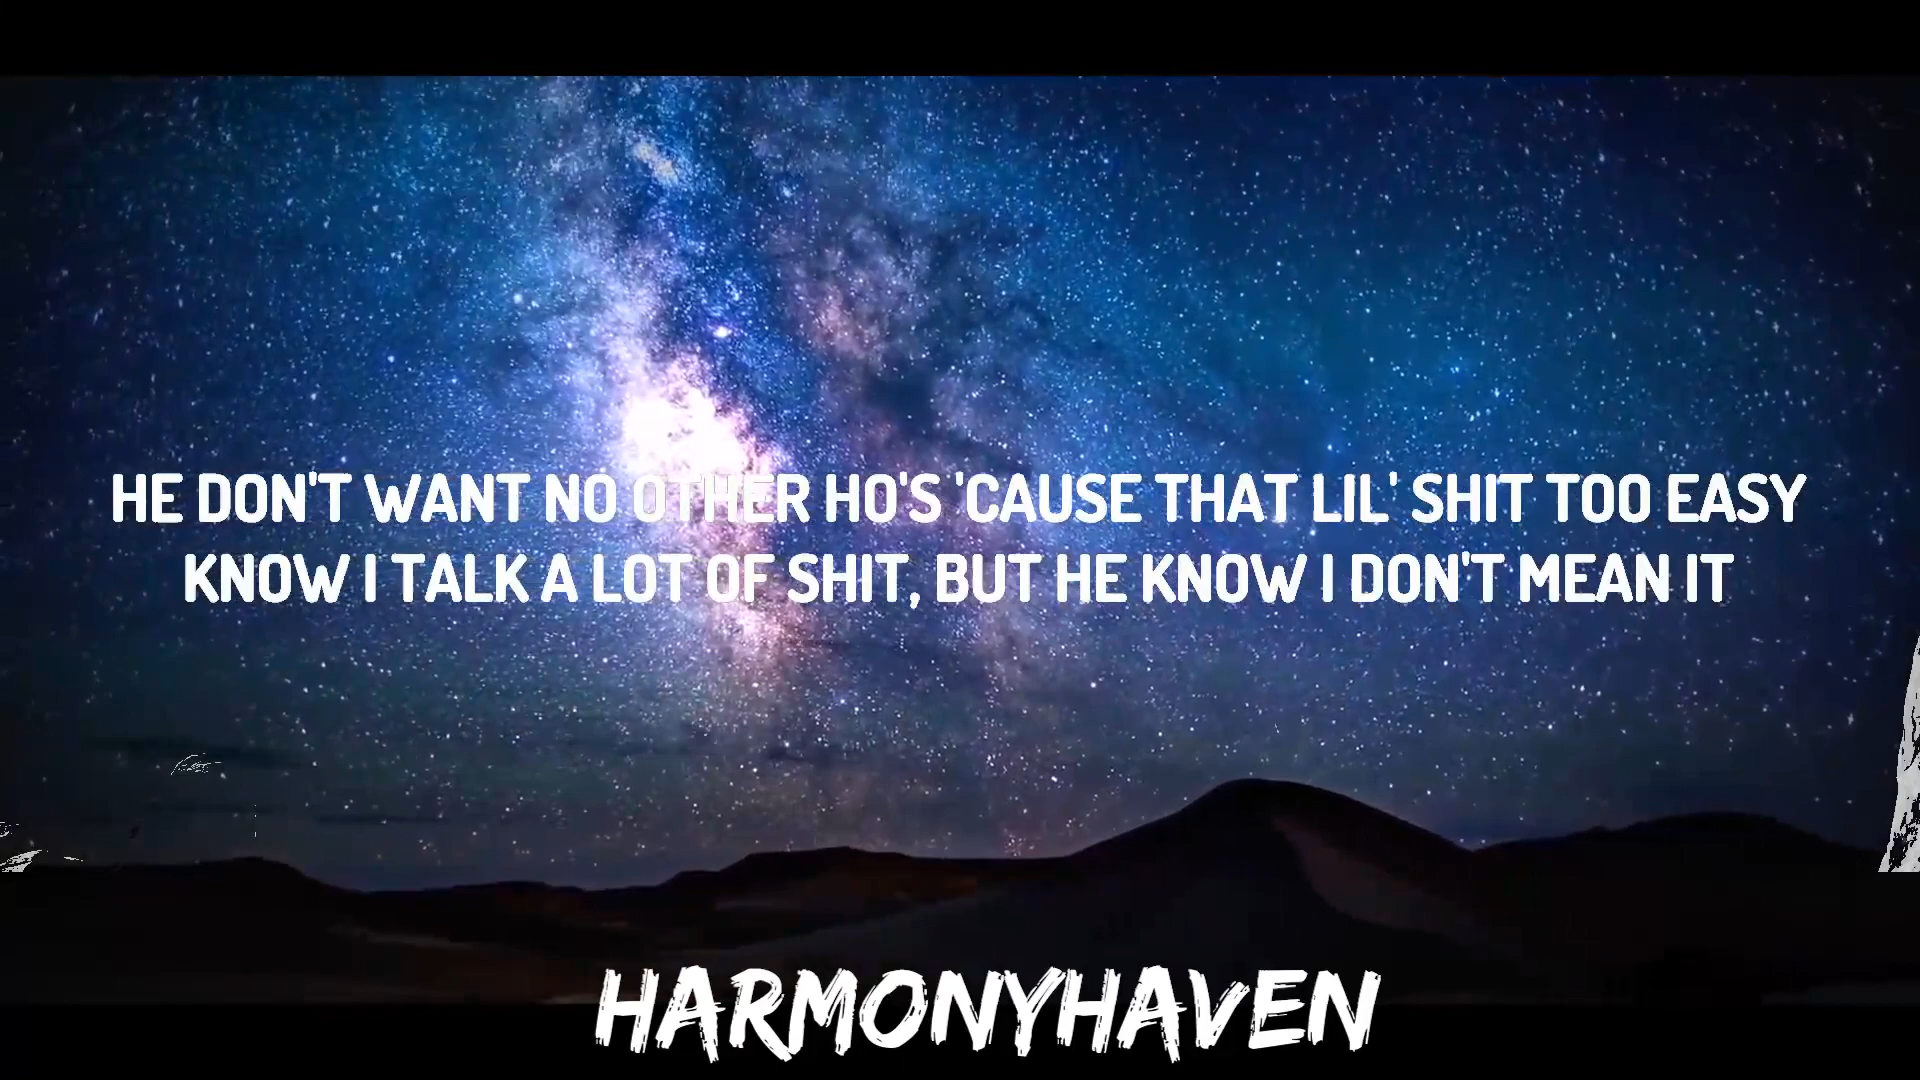 HE DON'T WANT NO OTHER HO'S 'CAUSE THAT LIL' SHIT TOO EASY
KNOW I TALK A LOT OF SHIT, BUT HE KNOW I DON'T MEAN IT
HARMONYHAVEN